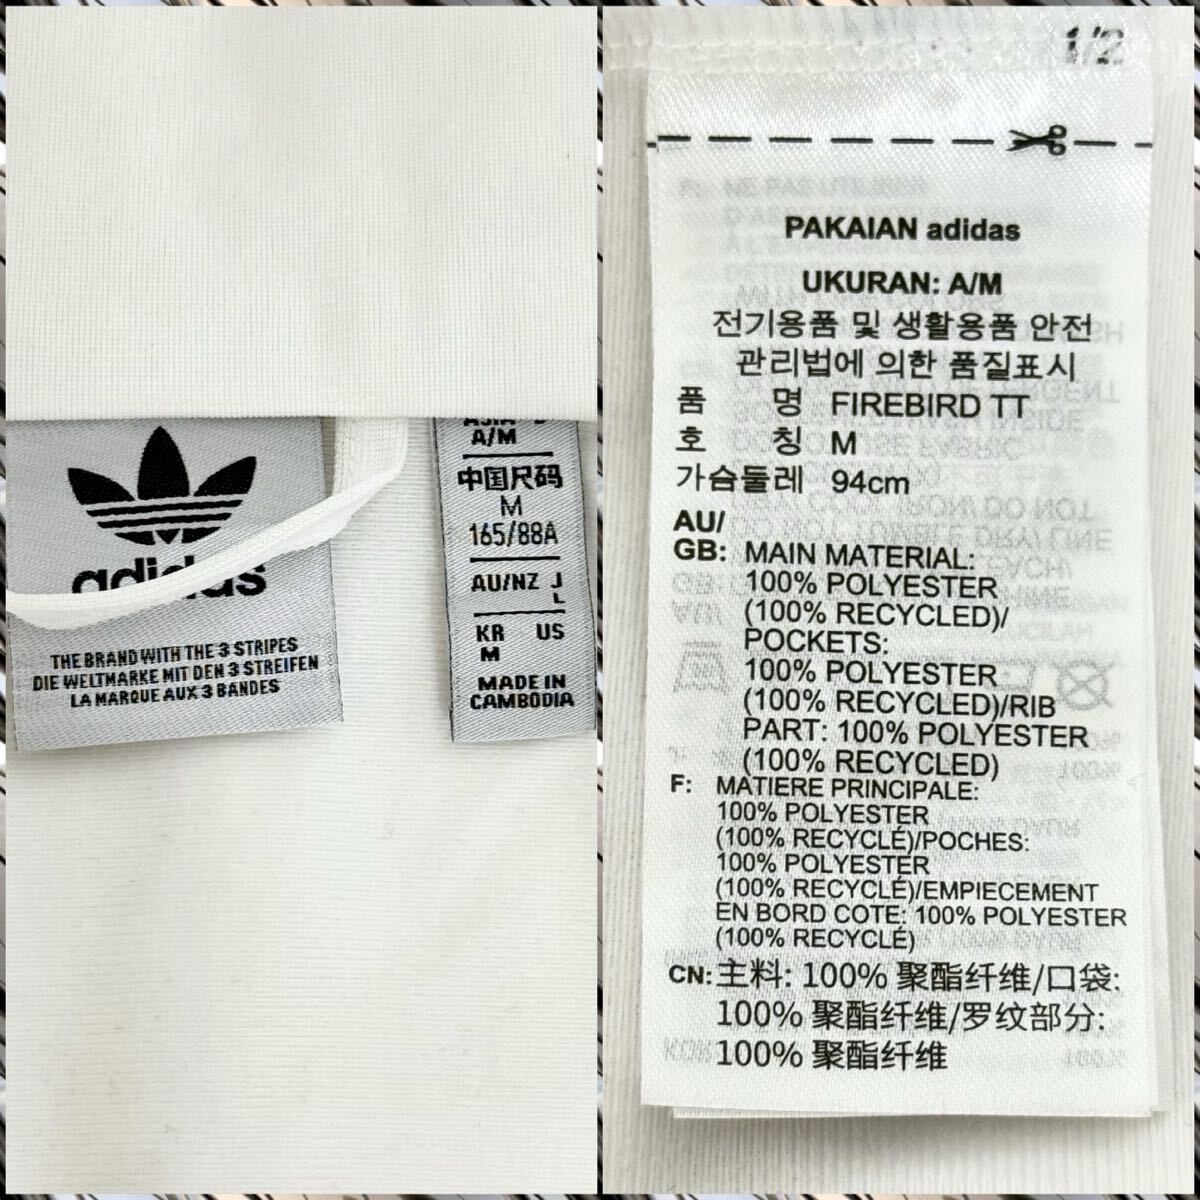 adidas
THE BRAND WITH THE 3 STRIPES
DIE WELTMARKE MIT DEN 3 STREIFEN
LA MARQUE AUX 3 BANDES
A/M
中国尺码
M
165/88A
AU/NZ J
L
KR US
M
MADE IN
CAMBODIA
1/2
PAKAIAN adidas
UKURAN: A/M
전기용품 및 생활용품 안전
관리법에 의한 품질표시
품 명 FIREBIRD TT
호 칭 M
가슴둘레 94cm
AU/
GB: MAIN MATERIAL:
100% POLYESTER
(100% RECYCLED)/
POCKETS:
100% POLYESTER
(100% RECYCLED)/RIB
PART: 100% POLYESTER
(100% RECYCLED)
F: MATIERE PRINCIPALE:
100% POLYESTER
(100% RECYCLÉ)/POCHES:
100% POLYESTER
(100% RECYCLÉ)/EMPIECEMENT
EN BORD COTE: 100% POLYESTER
(100% RECYCLÉ)
CN: 主料: 100% 聚酯纤维/口袋:
100% 聚酯纤维/罗纹部分:
100% 聚酯纤维